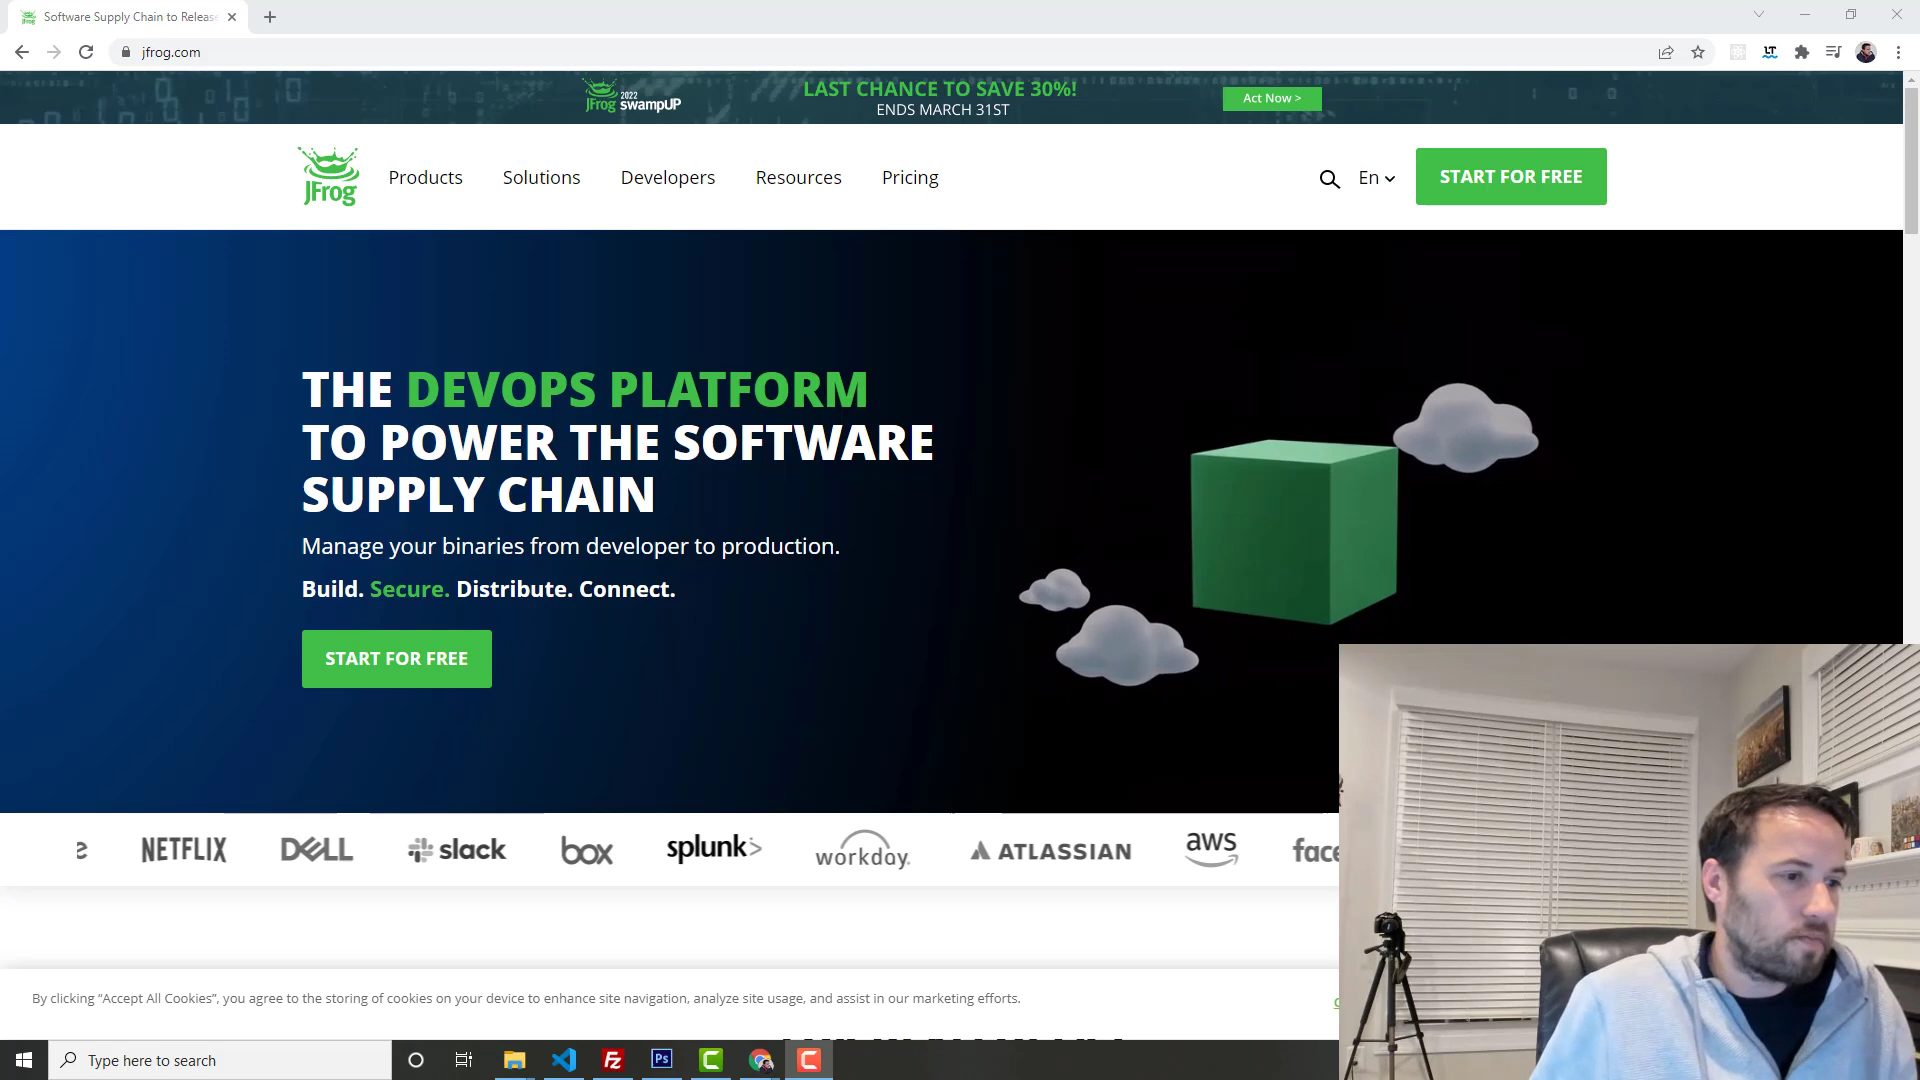 Software Supply Chain to Releas
jfrog.com
JFrog 2022 swampUP
LAST CHANCE TO SAVE 30%!
ENDS MARCH 31ST
Act Now >
JFrog
Products
Solutions
Developers
Resources
Pricing
En
START FOR FREE
THE DEVOPS PLATFORM
TO POWER THE SOFTWARE
SUPPLY CHAIN
Manage your binaries from developer to production.
Build. Secure. Distribute. Connect.
START FOR FREE
e
NETFLIX
DELL
slack
box
splunk>
workday.
ATLASSIAN
aws
face
By clicking “Accept All Cookies”, you agree to the storing of cookies on your device to enhance site navigation, analyze site usage, and assist in our marketing efforts.
Type here to search
Fz
Ps
C
C